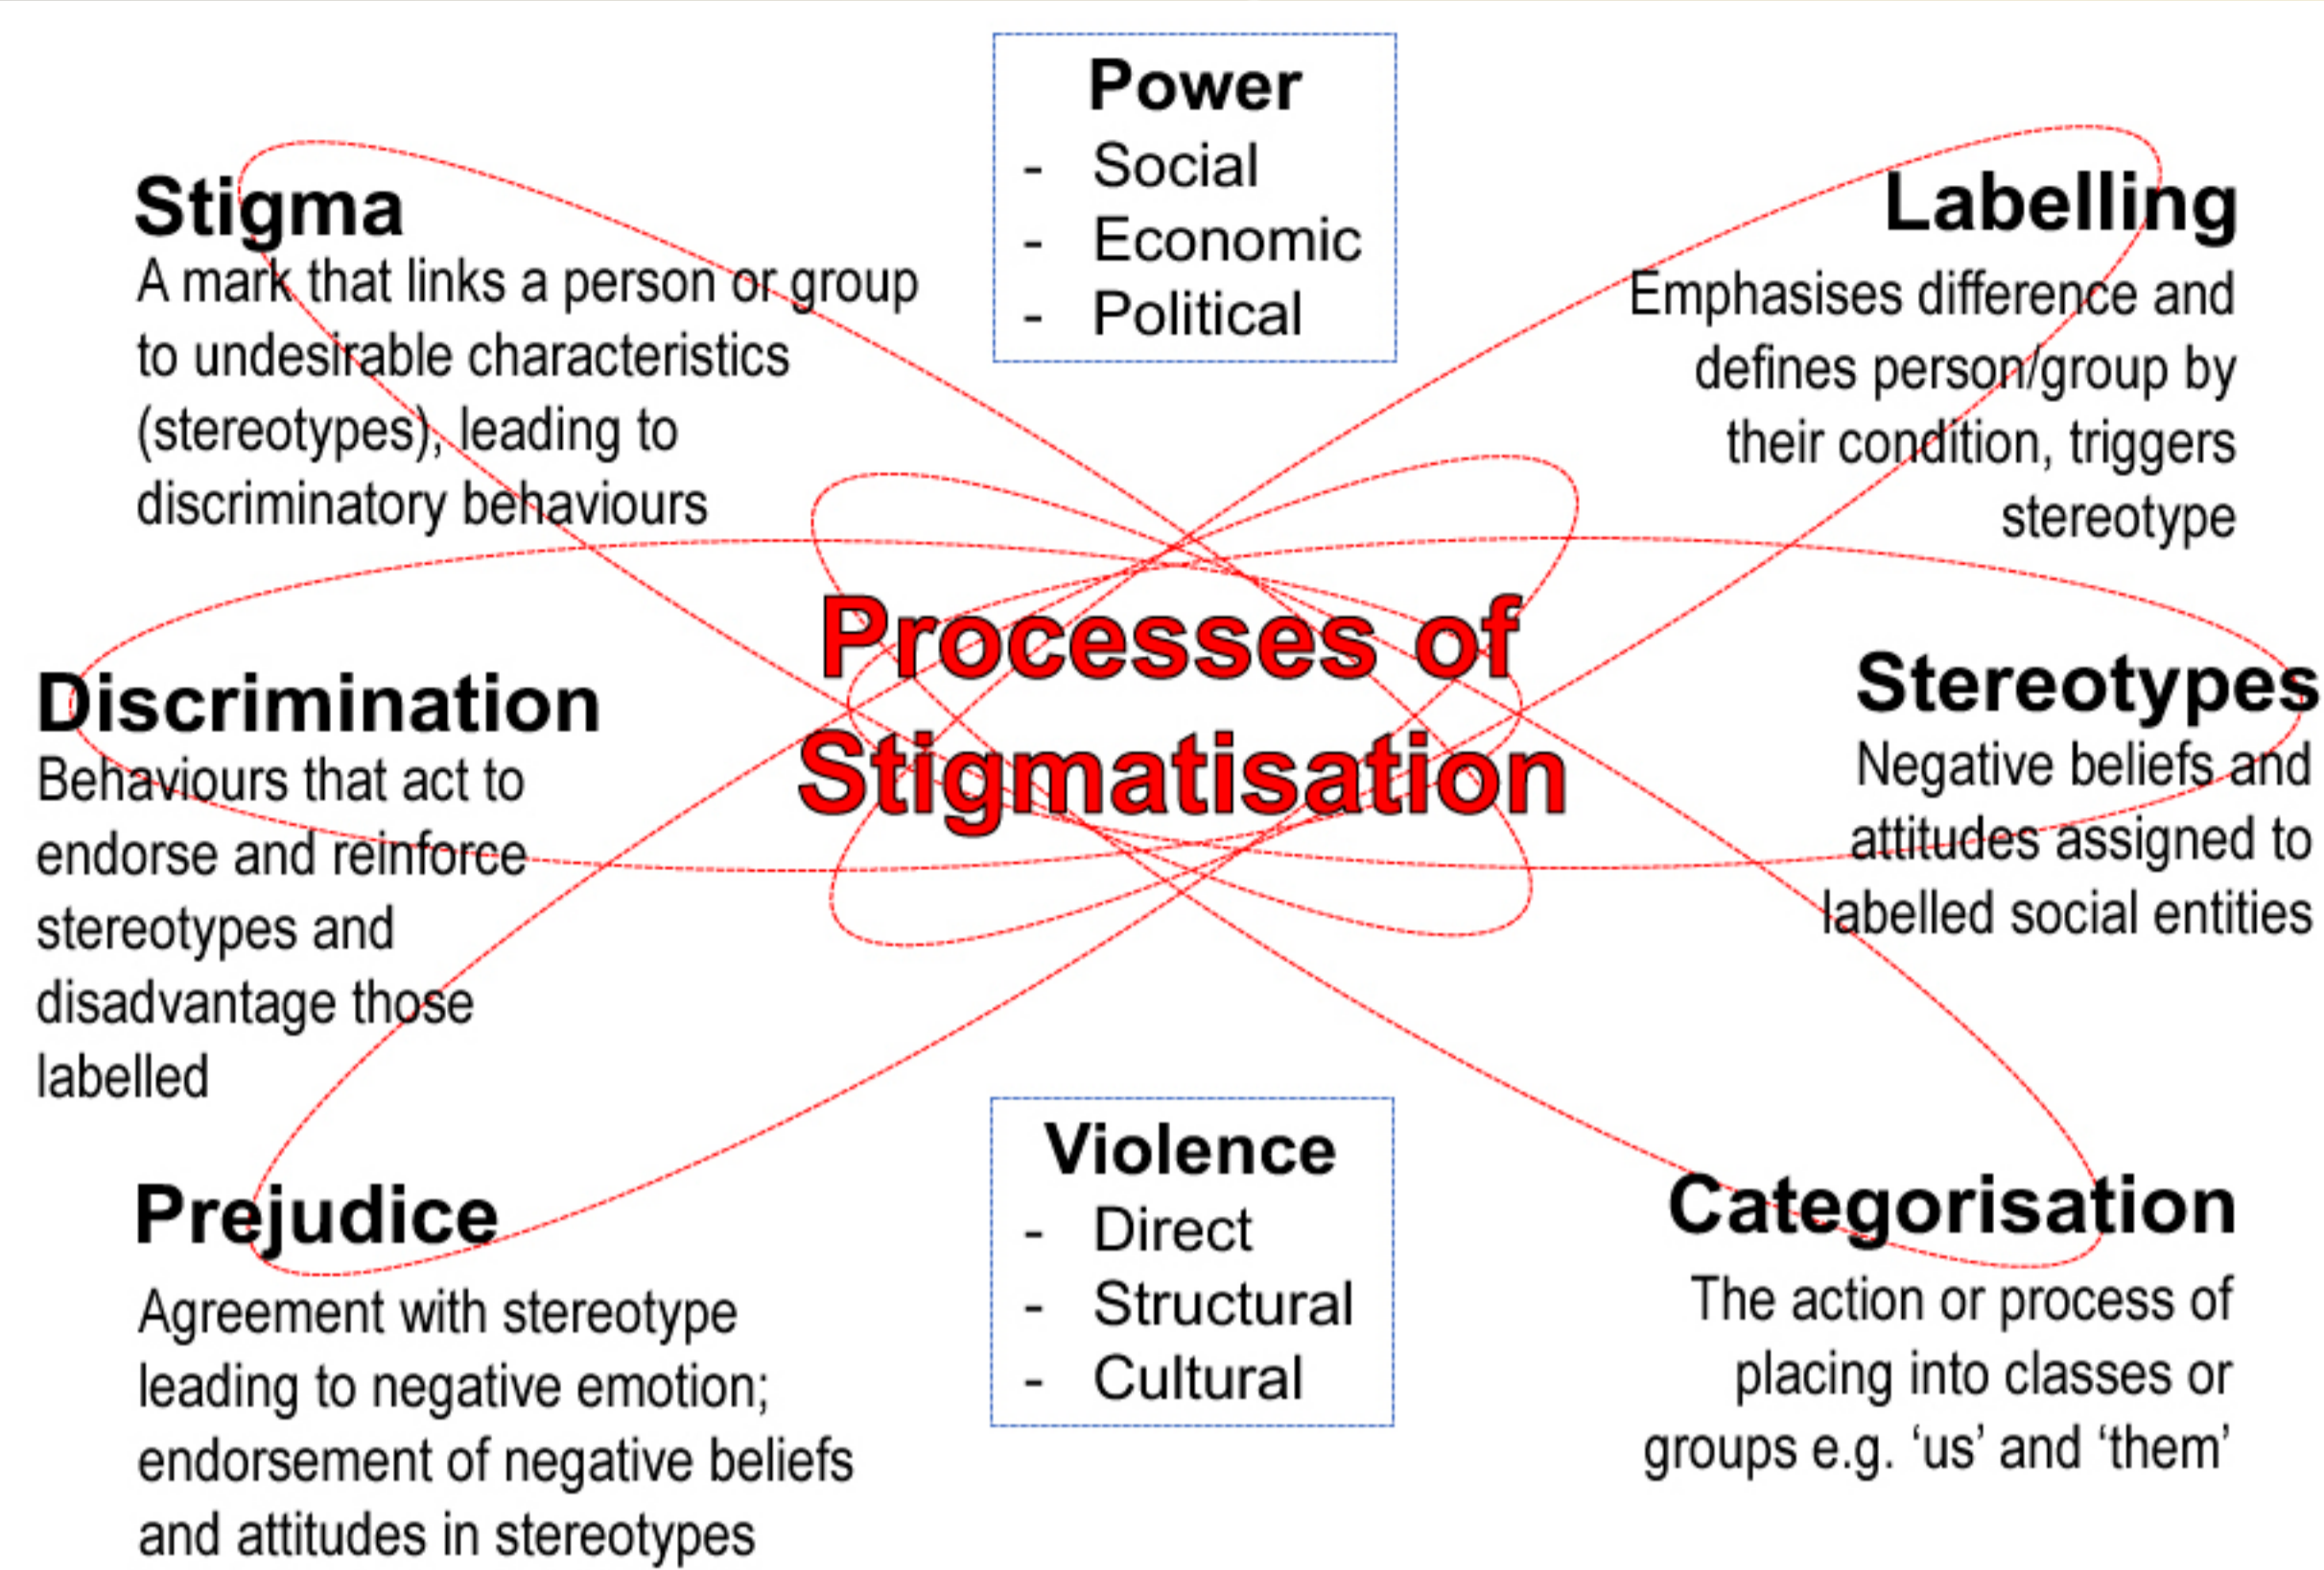 Power
- Social
- Economic
- Political
Stigma
A mark that links a person or group
to undesirable characteristics
(stereotypes), leading to
discriminatory behaviours
Labelling
Emphasises difference and
defines person/group by
their condition, triggers
stereotype
Processes of
Stigmatisation
Discrimination
Behaviours that act to
endorse and reinforce
stereotypes and
disadvantage those
labelled
Stereotypes
Negative beliefs and
attitudes assigned to
labelled social entities
Prejudice
Agreement with stereotype
leading to negative emotion;
endorsement of negative beliefs
and attitudes in stereotypes
Violence
- Direct
- Structural
- Cultural
Categorisation
The action or process of
placing into classes or
groups e.g. ‘us’ and ‘them’